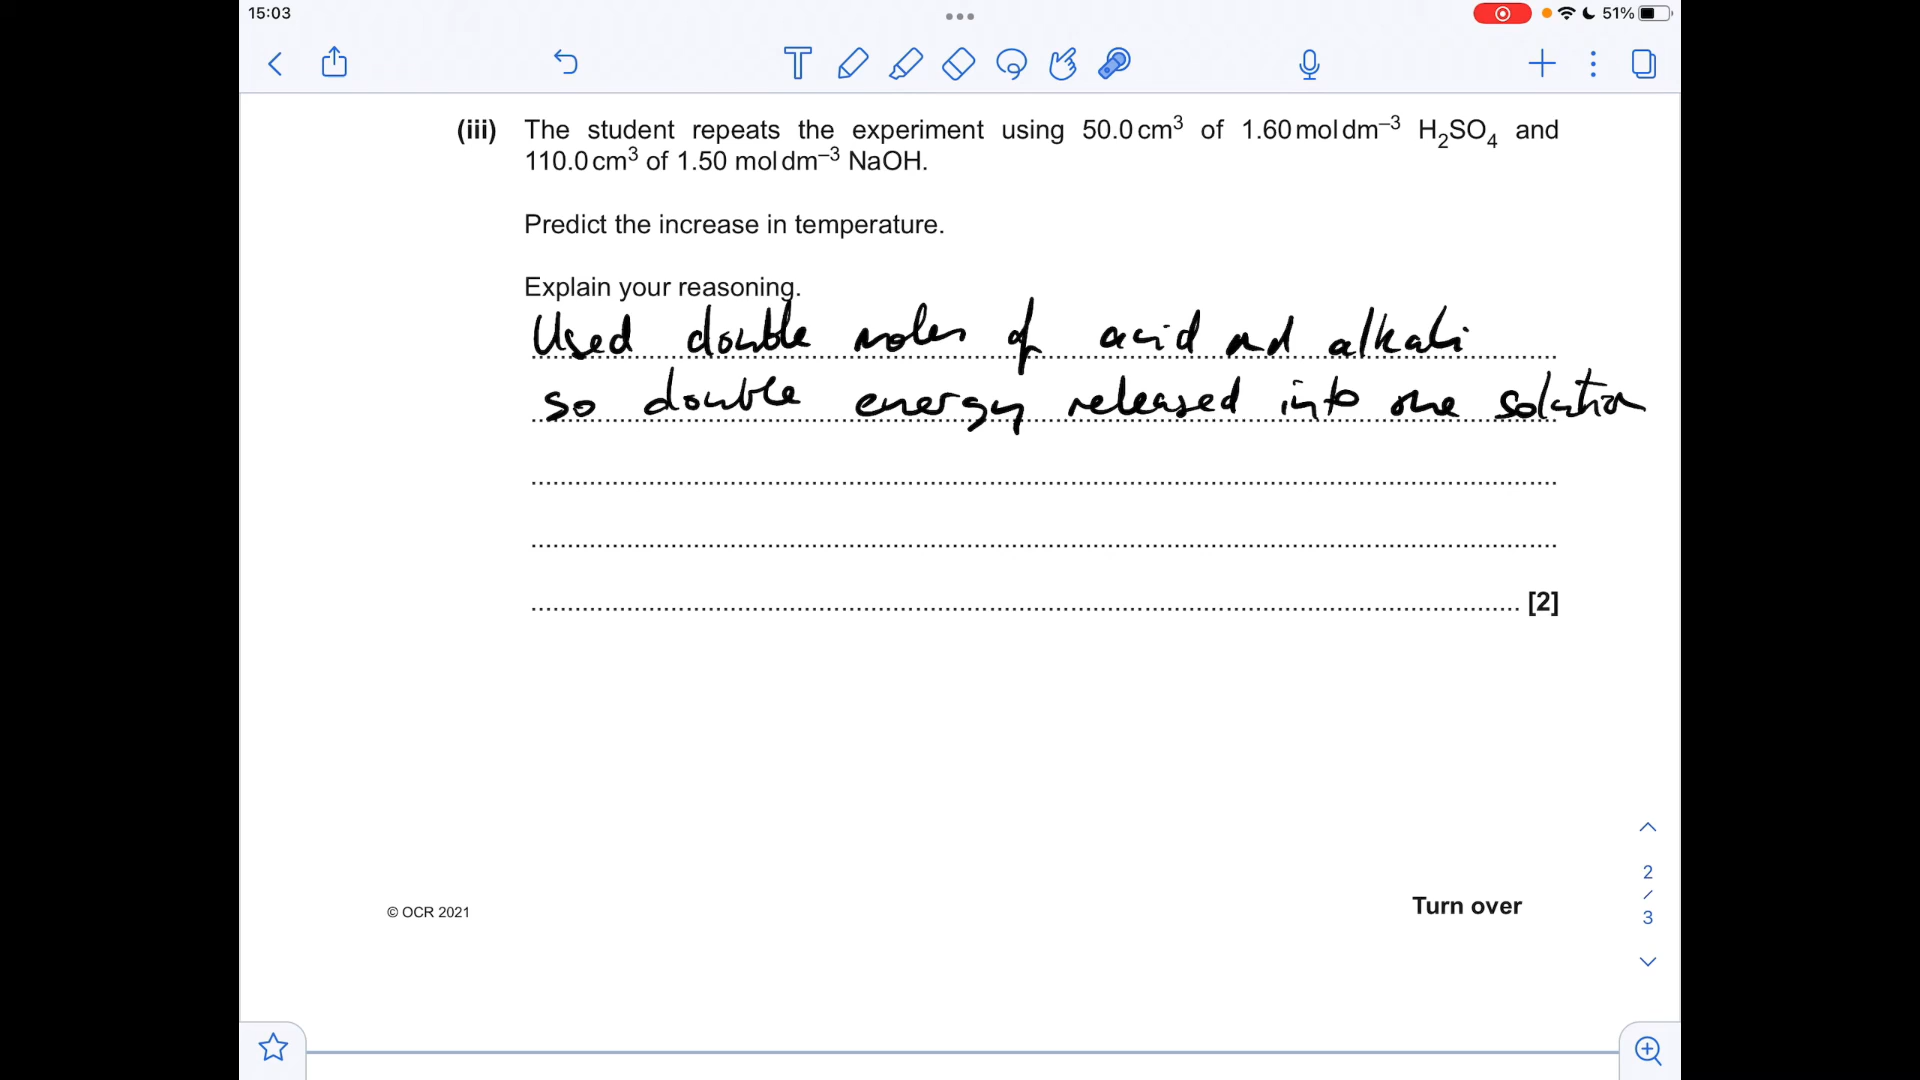 15:03
51%
(iii) The student repeats the experiment using 50.0 cm³ of 1.60 mol dm⁻³ H₂SO₄ and
110.0 cm³ of 1.50 mol dm⁻³ NaOH.
Predict the increase in temperature.
Explain your reasoning.
Used double moles of acid and alkali
so double energy released into one solution
[2]
2
/
3
© OCR 2021
Turn over